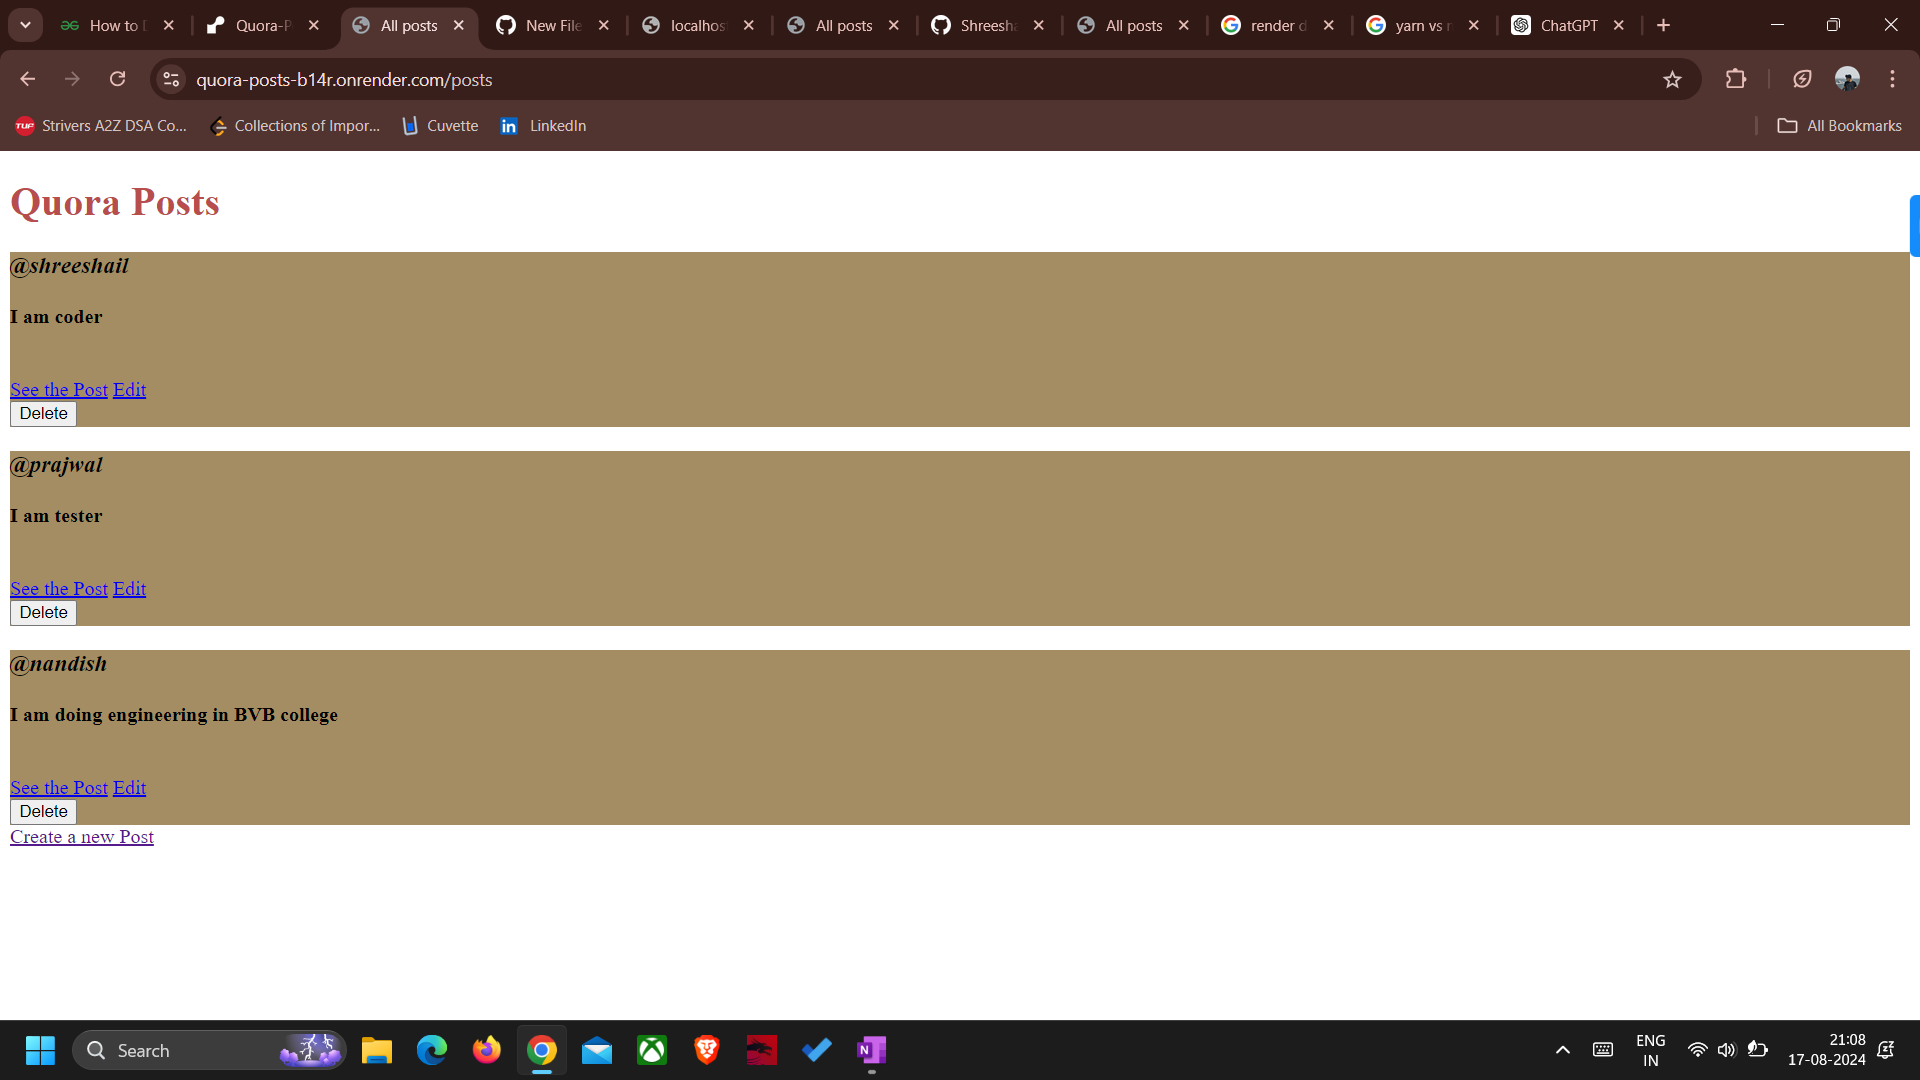 How to
Quora-P
All posts
New File
localhos
All posts
Shreesha
All posts
render d
yarn vs
ChatGPT
quora-posts-b14r.onrender.com/posts
TUF Strivers A2Z DSA Co...
Collections of Impor...
Cuvette
in LinkedIn
All Bookmarks
Quora Posts
@shreeshail
I am coder
See the Post Edit
Delete
@prajwal
I am tester
See the Post Edit
Delete
@nandish
I am doing engineering in BVB college
See the Post Edit
Delete
Create a new Post
Search
N
ENG
IN
21:08
17-08-2024